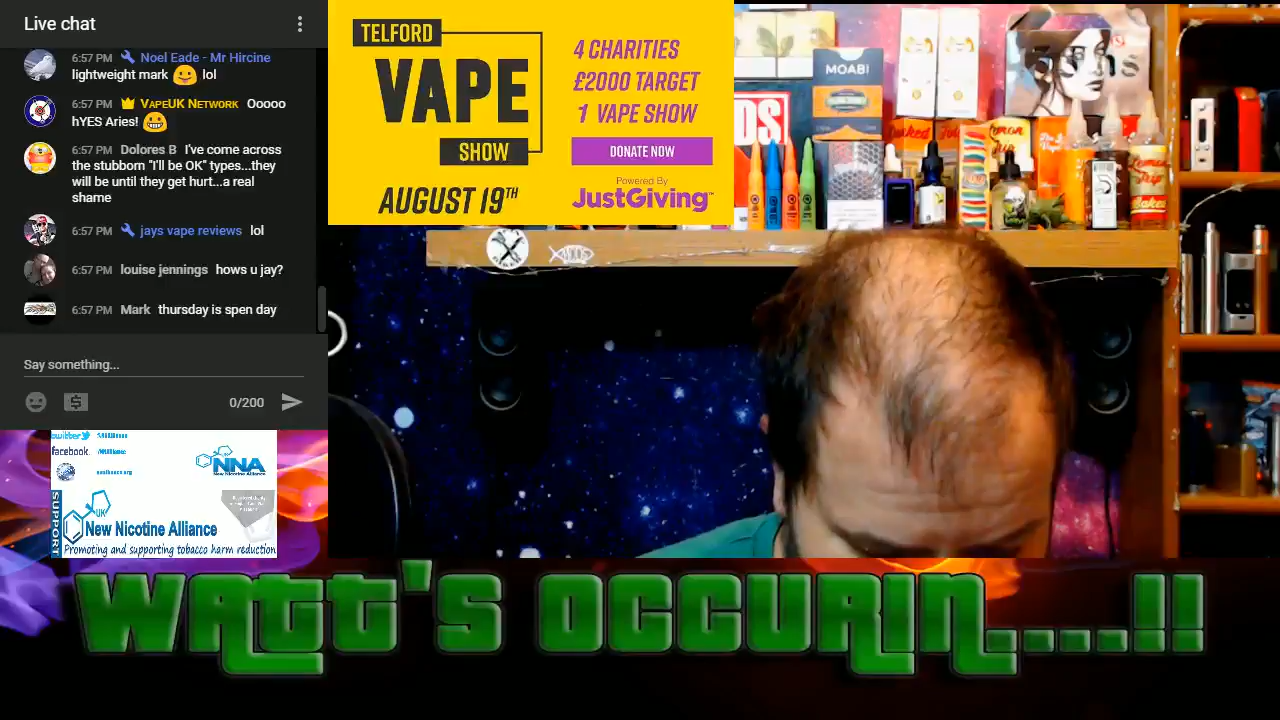 Live chat
6:57 PM Noel Eade - Mr Hircine
lightweight mark lol
6:57 PM VAPEUK NETWORK Ooooo
hYES Aries!
6:57 PM Dolores B I've come across
the stubborn "I'll be OK" types...they
will be until they get hurt...a real
shame
6:57 PM jays vape reviews lol
6:57 PM louise jennings hows u jay?
6:57 PM Mark thursday is spen day
Say something...
0/200
TELFORD
VAPE
SHOW
AUGUST 19TH
4 CHARITIES
£2000 TARGET
1 VAPE SHOW
DONATE NOW
Powered By
JustGiving™
MOABI
twitter
facebook
NNA
New Nicotine Alliance
SUPPORT
UK
New Nicotine Alliance
Promoting and supporting tobacco harm reduction
WATT'S OCCURIN....!!